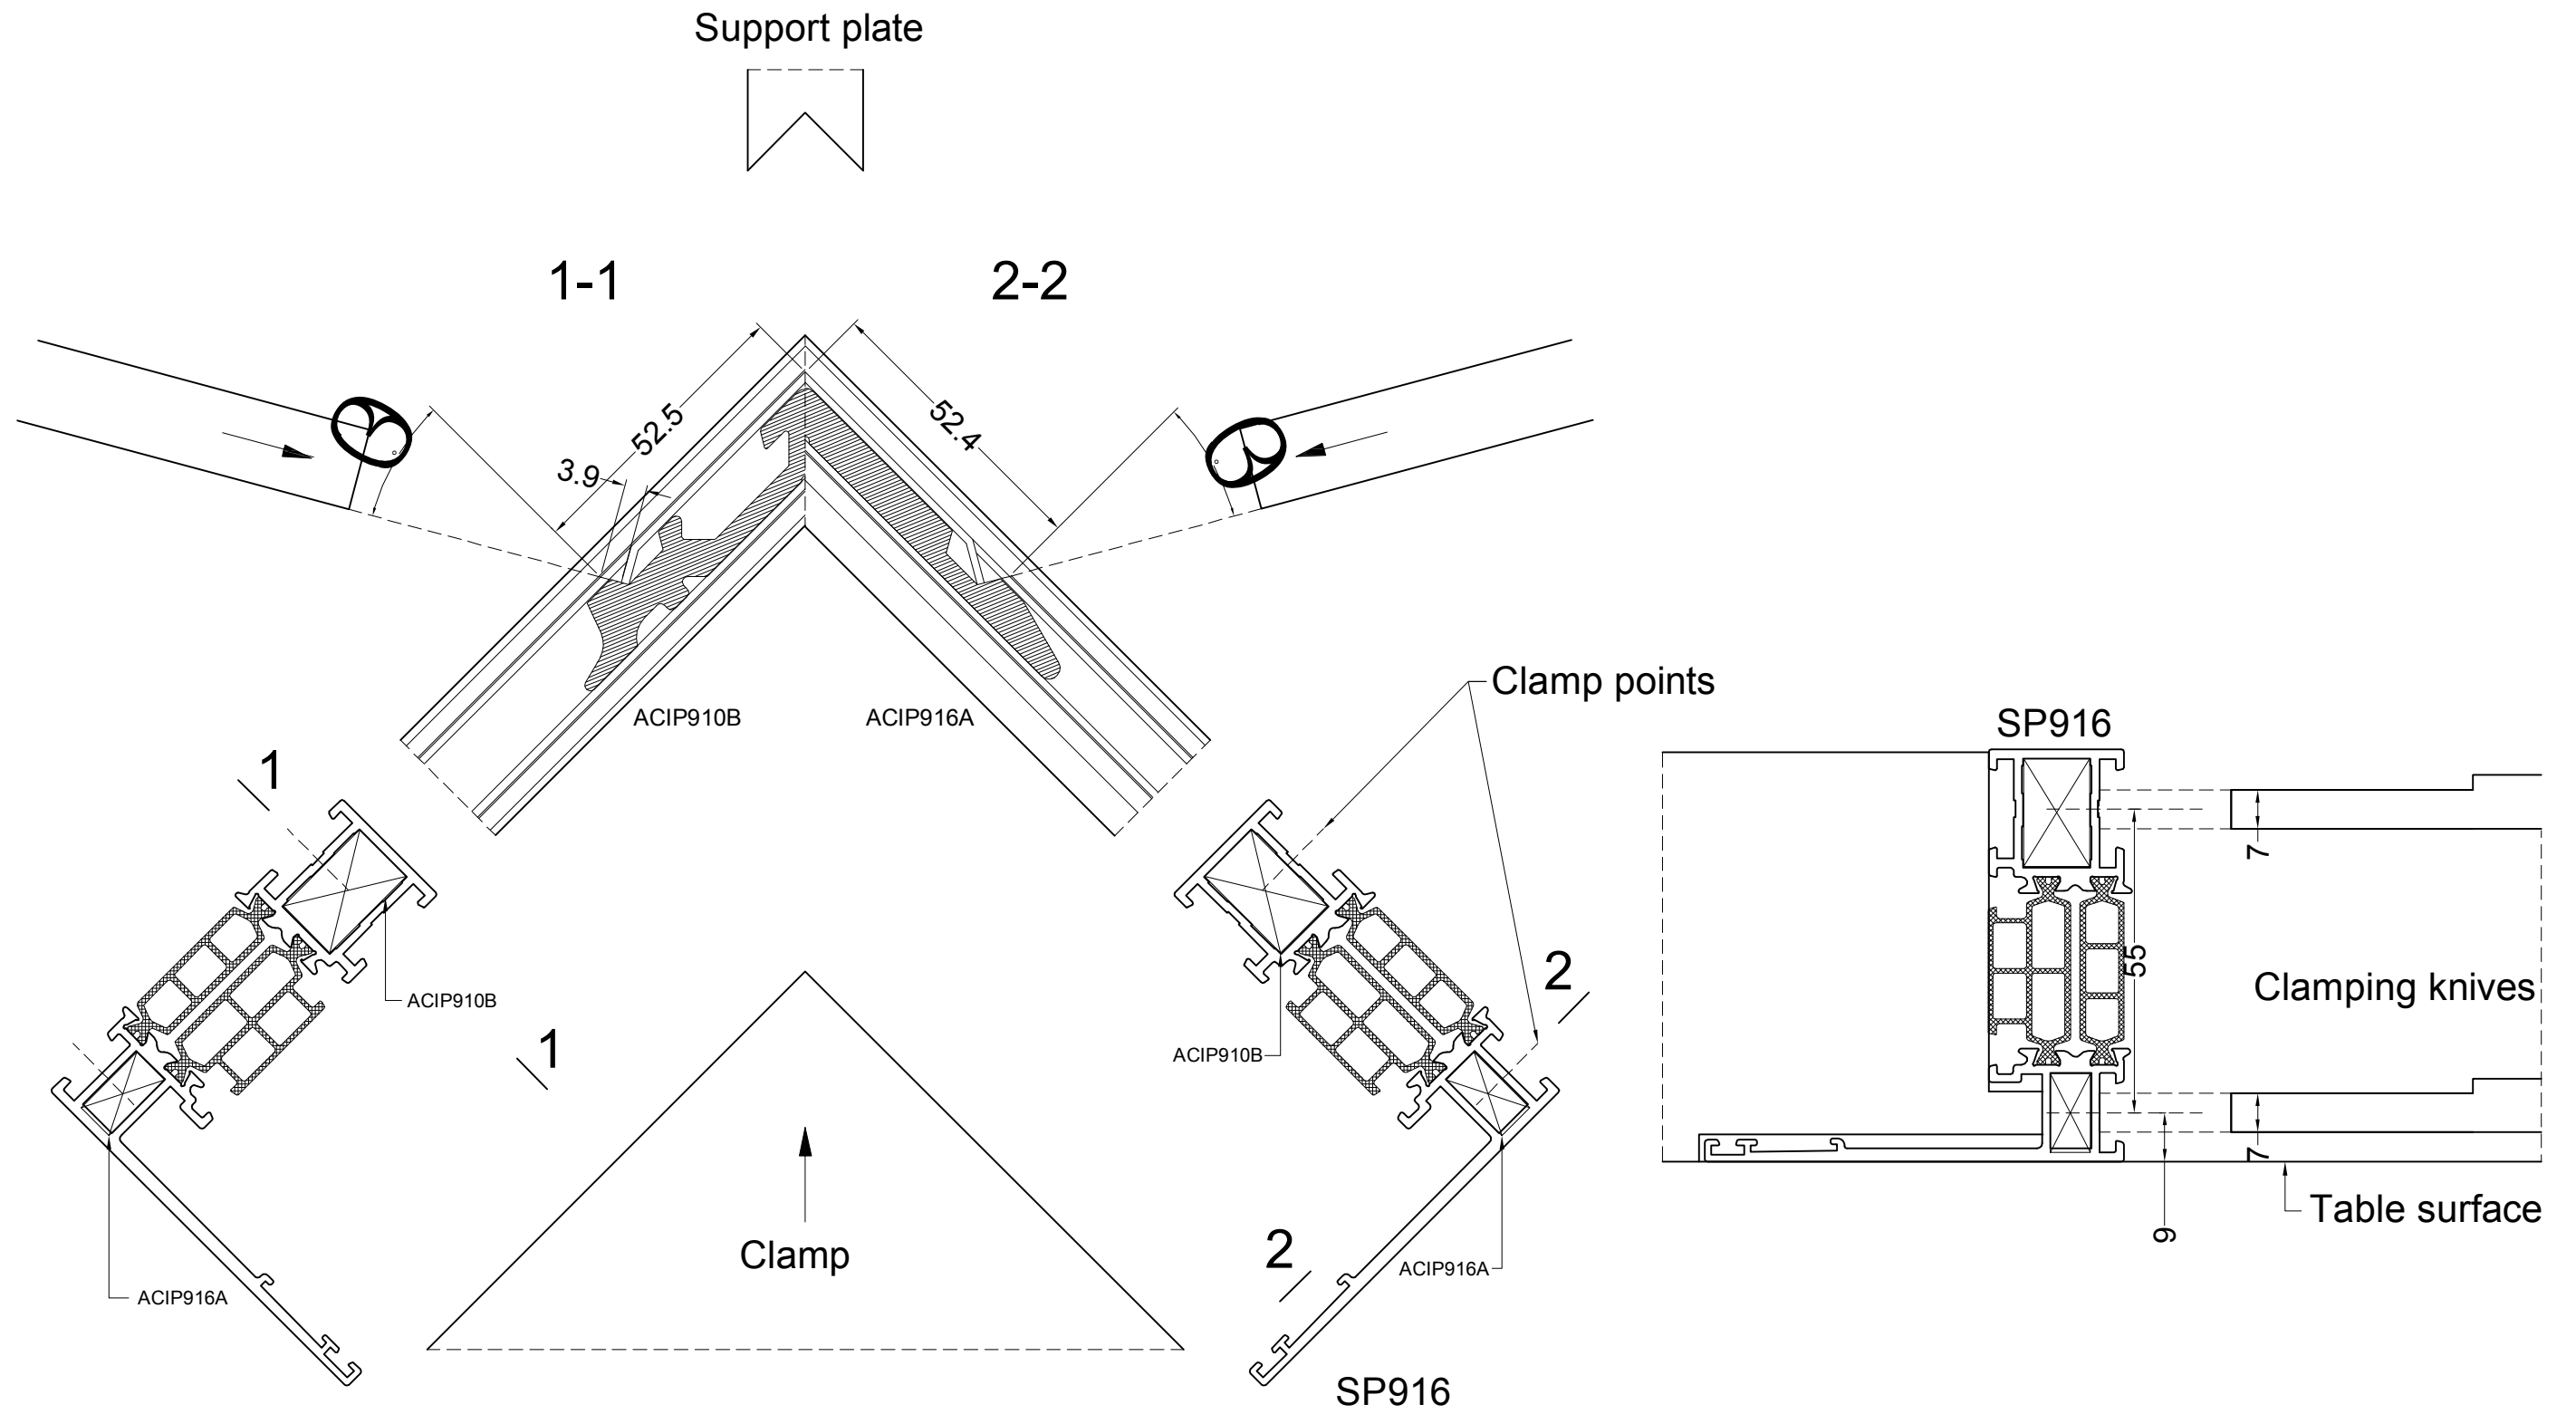 Support plate
1-1
2-2
52.5
52.4
3.9
ACIP910B
ACIP916A
Clamp points
SP916
1
7
2
55
Clamping knives
ACIP910B
1
ACIP910B
7
Table surface
9
Clamp
2
ACIP916A
ACIP916A
SP916